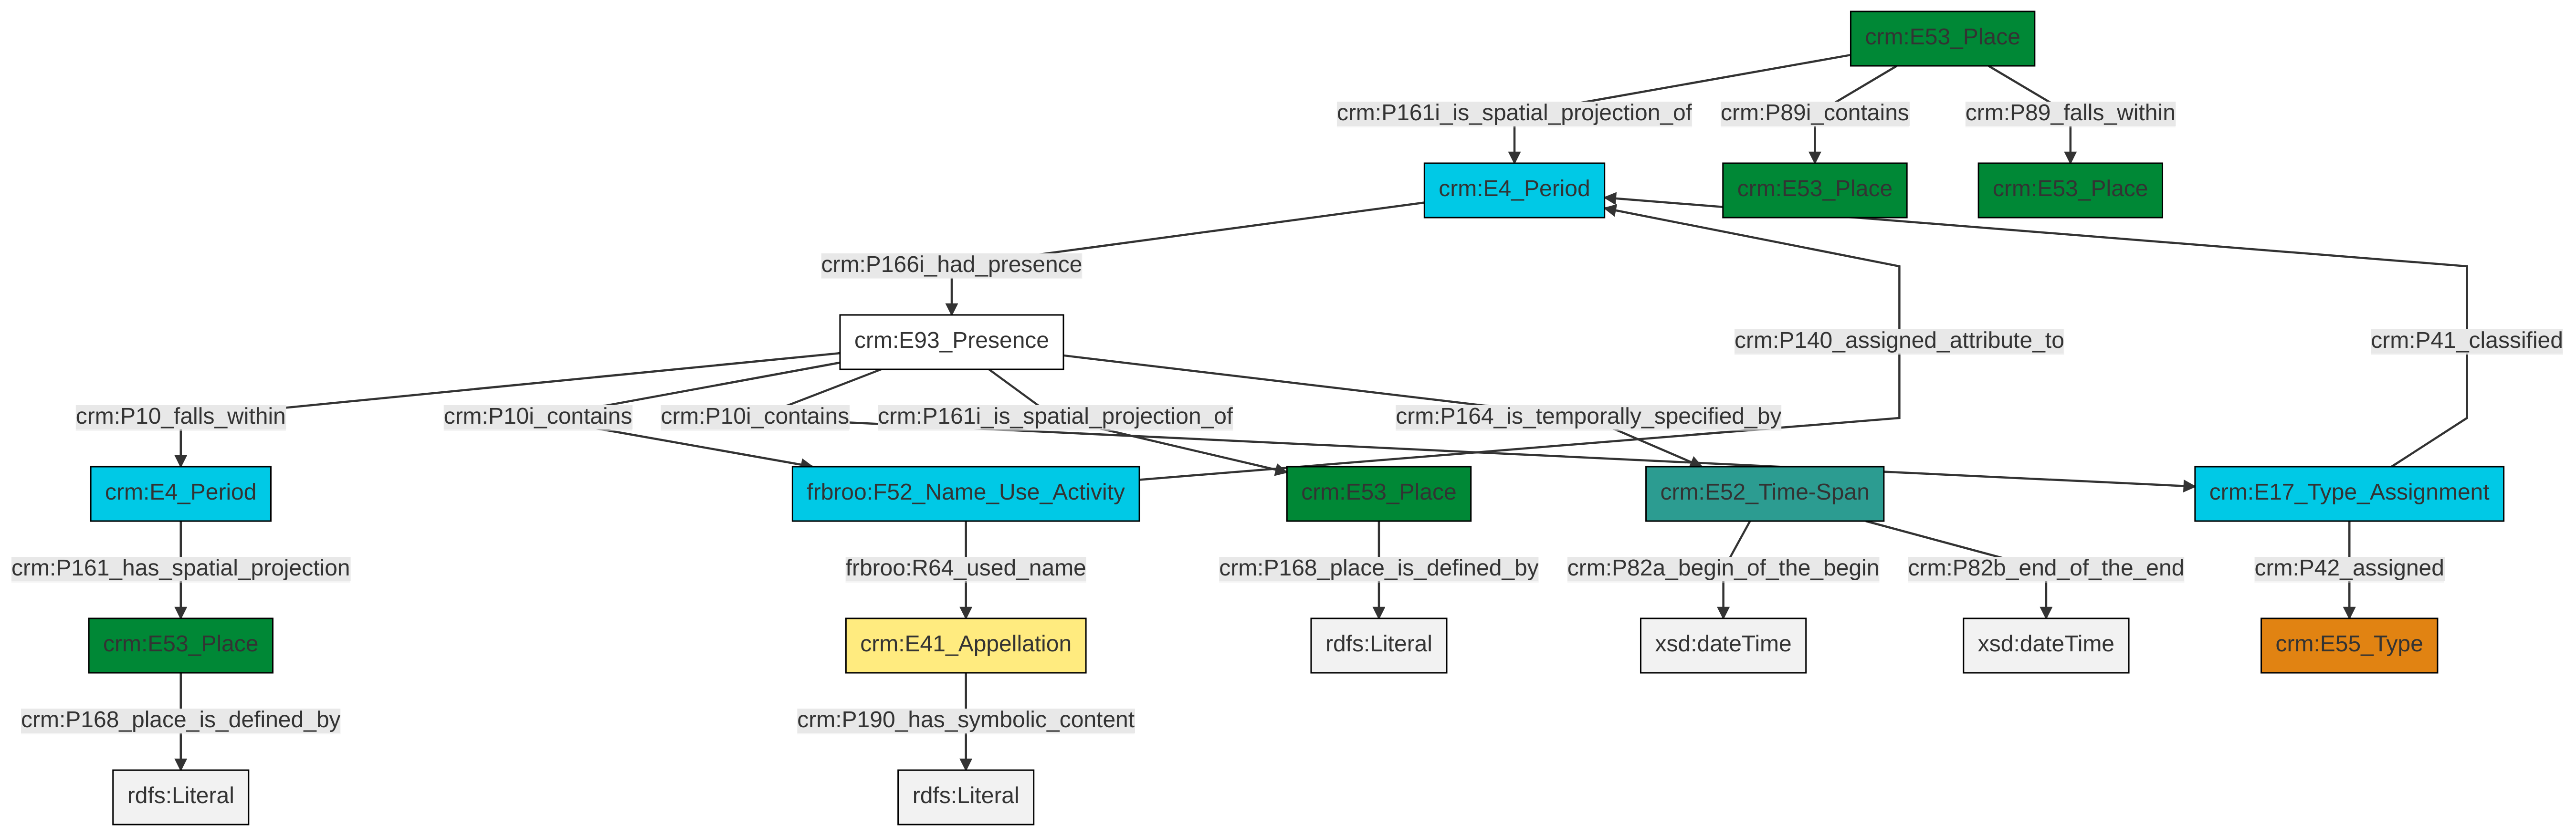 crm:E53_Place
crm:P161i_is_spatial_projection_of
crm:P89i_contains
crm:P89_falls_within
crm:E4_Period
crm:E53_Place
crm:E53_Place
crm:P166i_had_presence
crm:E93_Presence
crm:P140_assigned_attribute_to
crm:P41_classified
crm:P10_falls_within
crm:P10i_contains
crm:P10i_contains
crm:P161i_is_spatial_projection_of
crm:P164_is_temporally_specified_by
crm:E4_Period
frbroo:F52_Name_Use_Activity
crm:E53_Place
crm:E52_Time-Span
crm:E17_Type_Assignment
crm:P161_has_spatial_projection
frbroo:R64_used_name
crm:P168_place_is_defined_by
crm:P82a_begin_of_the_begin
crm:P82b_end_of_the_end
crm:P42_assigned
crm:E53_Place
crm:E41_Appellation
rdfs:Literal
xsd:dateTime
xsd:dateTime
crm:E55_Type
crm:P168_place_is_defined_by
crm:P190_has_symbolic_content
rdfs:Literal
rdfs:Literal